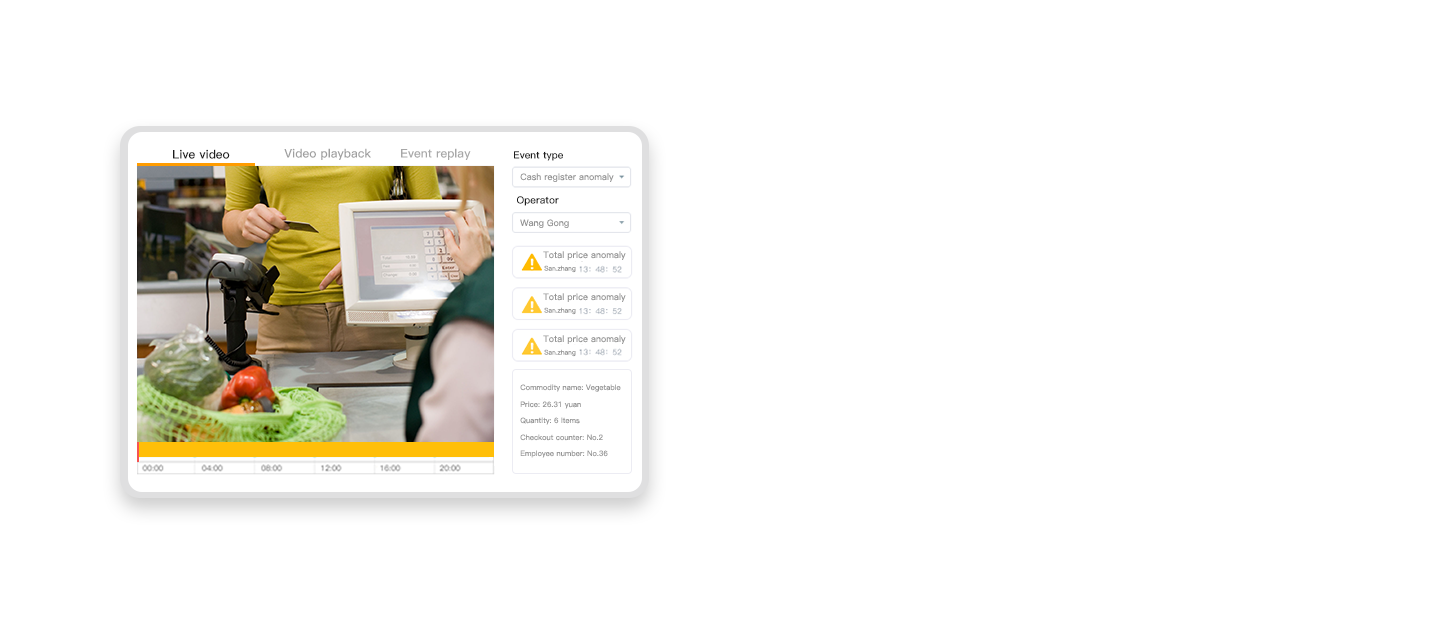 Live video
Video playback
Event replay
Event type
Cash register anomaly
Operator
Wang Gong
Total price anomaly
San.zhang 13: 48: 52
Total price anomaly
San.zhang 13: 48: 52
Total price anomaly
San.zhang 13: 48: 52
Commodity name: Vegetable
Price: 26.31 yuan
Quantity: 6 items
Checkout counter: No.2
Employee number: No.36
00:00 04:00 08:00 12:00 16:00 20:00